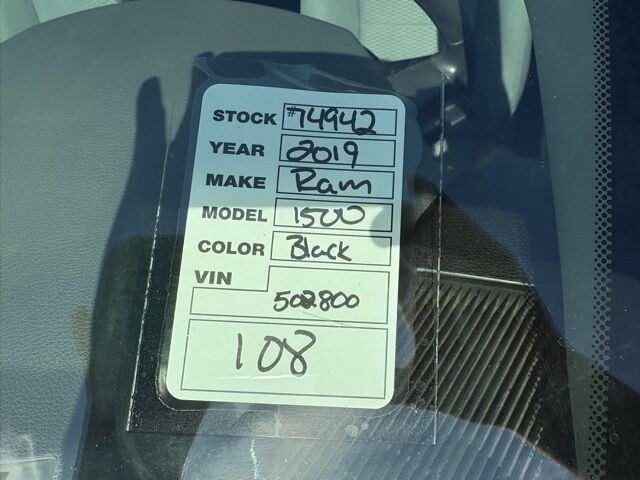 STOCK #74942
YEAR 2019
MAKE Ram
MODEL 1500
COLOR Black
VIN
502800
108